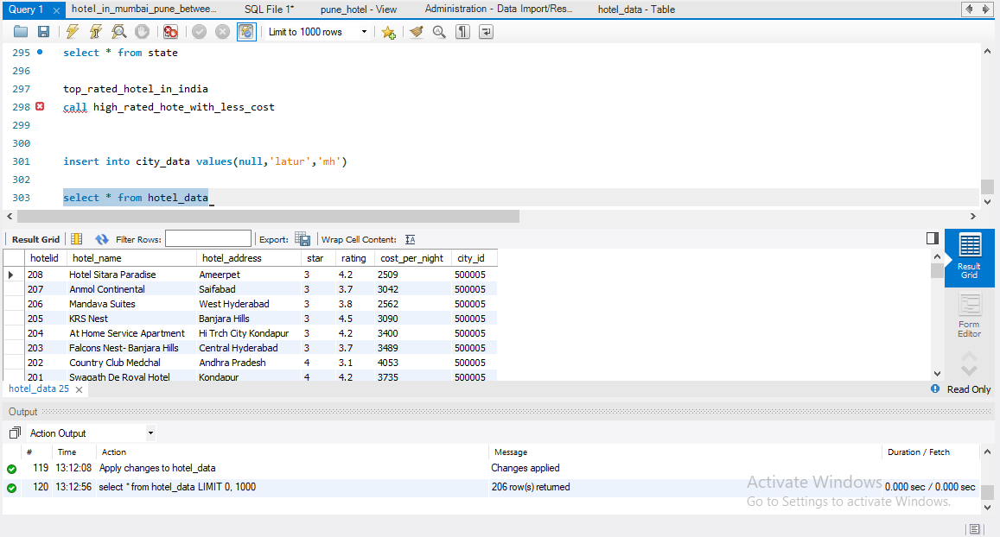 Query 1 hotel_in_mumbai_pune_betwee... SQL File 1* pune_hotel - View Administration - Data Import/Res... hotel_data - Table
Limit to 1000 rows
295 select * from state
296
297 top_rated_hotel_in_india
298 call high_rated_hote_with_less_cost
299
300
301 insert into city_data values(null,'latur','mh')
302
303 select * from hotel_data
Result Grid Filter Rows: Export: Wrap Cell Content:
hotelid hotel_name hotel_address star rating cost_per_night city_id
208 Hotel Sitara Paradise Ameerpet 3 4.2 2509 500005
207 Anmol Continental Saifabad 3 3.7 3042 500005
206 Mandava Suites West Hyderabad 3 3.8 2562 500005
205 KRS Nest Banjara Hills 3 4.5 3090 500005
204 At Home Service Apartment Hi Trch City Kondapur 3 4.2 3400 500005
203 Falcons Nest- Banjara Hills Central Hyderabad 3 3.7 3489 500005
202 Country Club Medchal Andhra Pradesh 4 3.1 4053 500005
201 Swagath De Royal Hotel Kondapur 4 4.2 3735 500005
Result
Grid
Form
Editor
hotel_data 25 Read Only
Output
Action Output
# Time Action Message Duration / Fetch
119 13:12:08 Apply changes to hotel_data Changes applied
120 13:12:56 select * from hotel_data LIMIT 0, 1000 206 row(s) returned 0.000 sec / 0.000 sec
Activate Windows
Go to Settings to activate Windows.